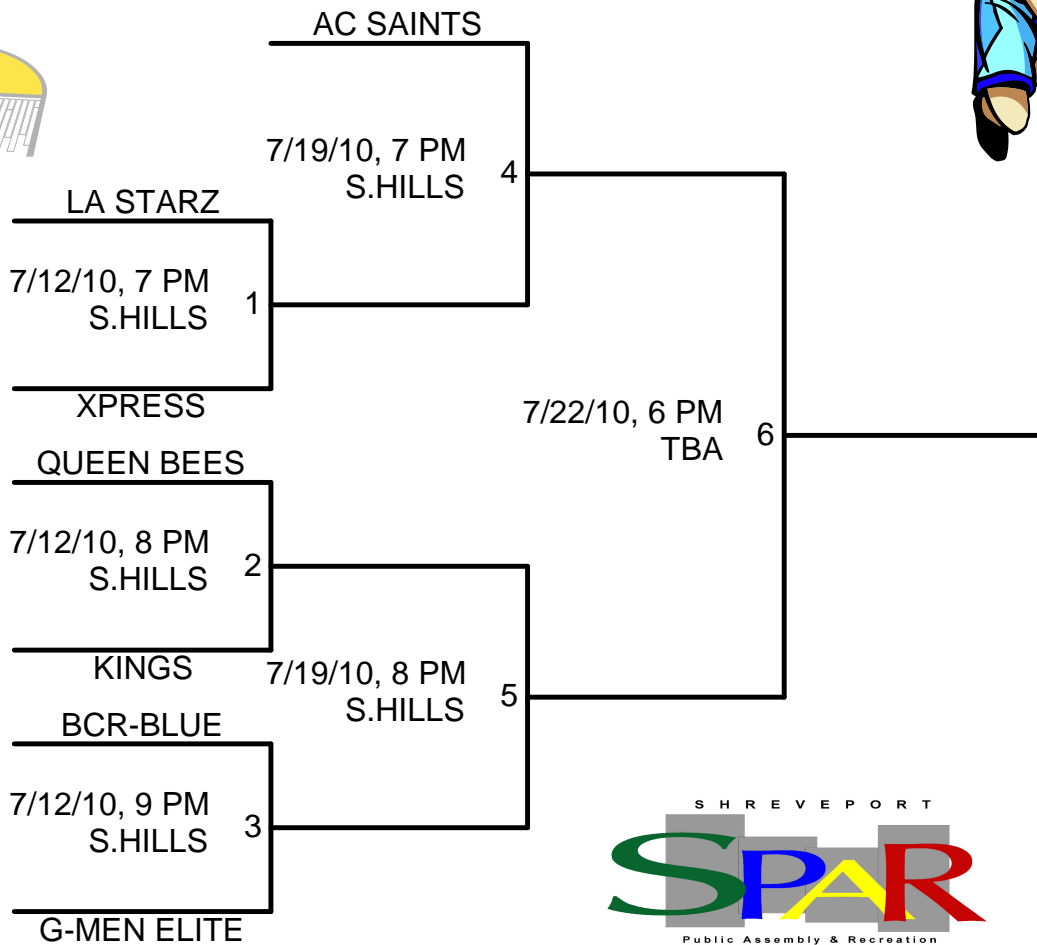 AC SAINTS
7/19/10, 7 PM
S.HILLS
4
LA STARZ
7/12/10, 7 PM
S.HILLS
1
XPRESS
7/22/10, 6 PM
TBA
6
QUEEN BEES
7/12/10, 8 PM
S.HILLS
2
KINGS
7/19/10, 8 PM
S.HILLS
5
BCR-BLUE
7/12/10, 9 PM
S.HILLS
3
G-MEN ELITE
SHREVEPORT
SPAR
Public Assembly & Recreation